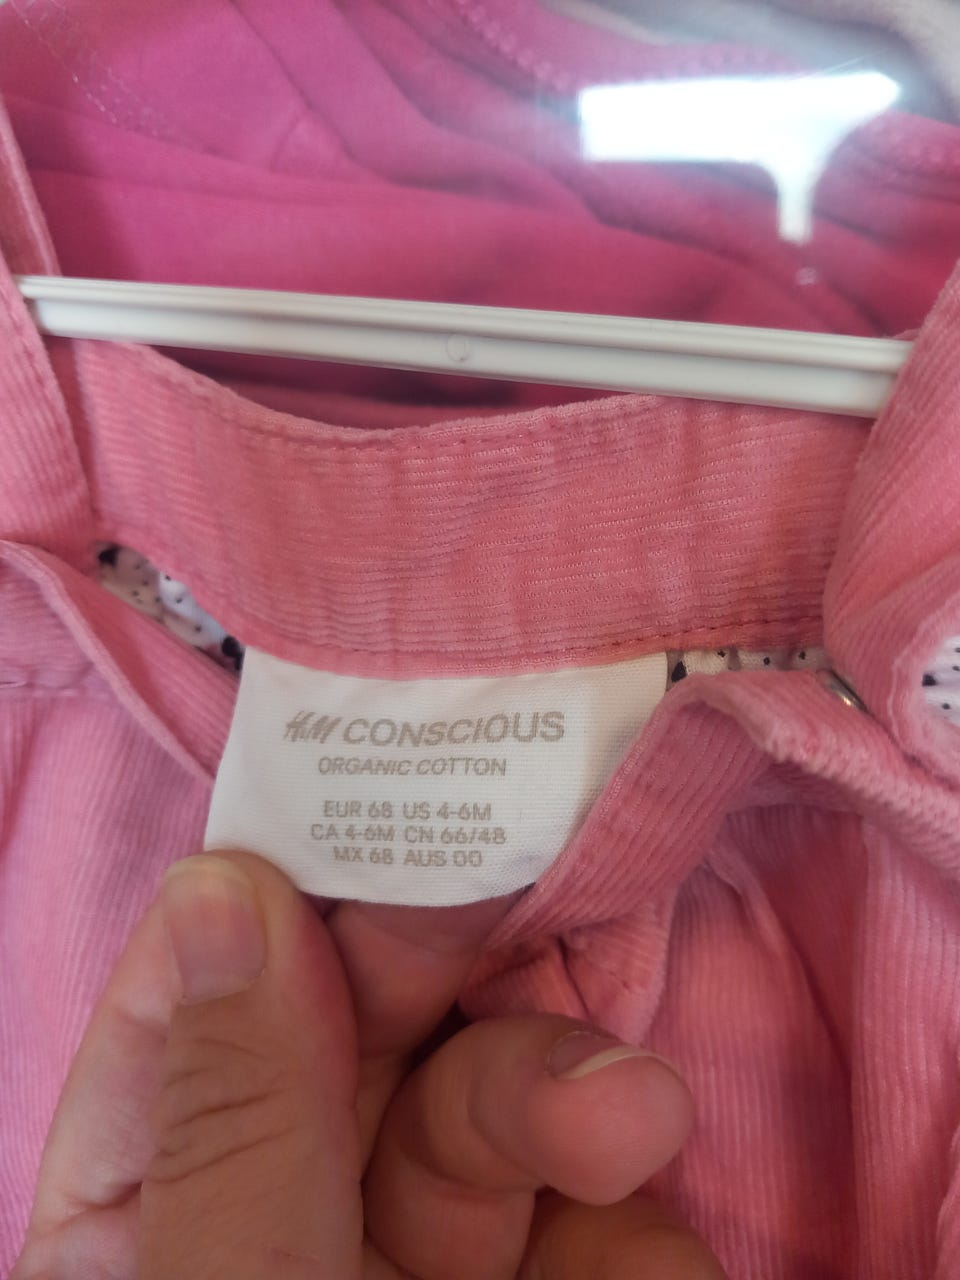 H&M CONSCIOUS
ORGANIC COTTON
EUR 68 US 4-6M
CA 4-6M CN 66/48
MX 68 AUS 00